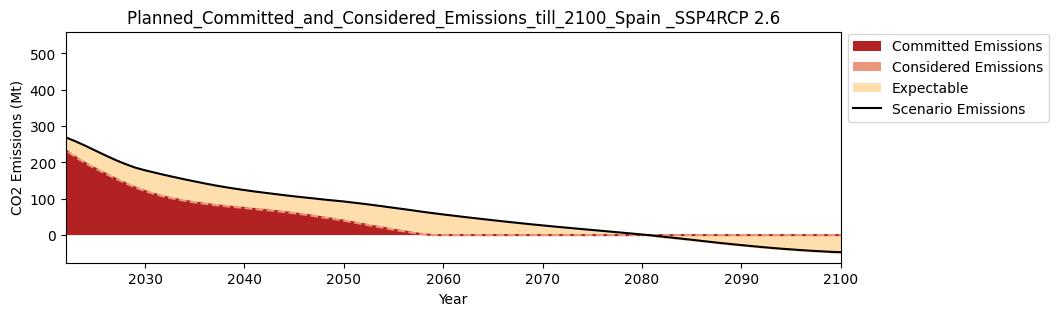 Planned_Committed_and_Considered_Emissions_till_2100_Spain _SSP4RCP 2.6
Committed Emissions
Considered Emissions
Expectable
Scenario Emissions
CO2 Emissions (Mt)
500
400
300
200
100
0
2030 2040 2050 2060 2070 2080 2090 2100
Year